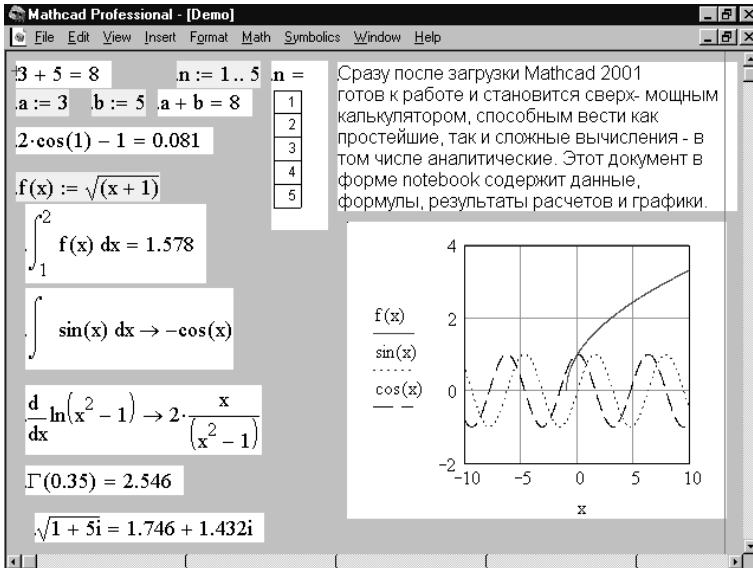 Mathcad Professional - [Demo]
File Edit View Insert Format Math Symbolics Window Help
3 + 5 = 8
n := 1 .. 5
n =
a := 3
b := 5
a + b = 8
1
2
3
4
5
2·cos(1) − 1 = 0.081
f(x) := √(x + 1)
∫₁² f(x) dx = 1.578
∫ sin(x) dx → −cos(x)
d/dx ln(x² − 1) → 2· x/(x² − 1)
Γ(0.35) = 2.546
√1 + 5i = 1.746 + 1.432i
Сразу после загрузки Mathcad 2001
готов к работе и становится сверх- мощным
калькулятором, способным вести как
простейшие, так и сложные вычисления - в
том числе аналитические. Этот документ в
форме notebook содержит данные,
формулы, результаты расчетов и графики.
f(x)
sin(x)
cos(x)
4
2
0
−2
−10 −5 0 5 10
x